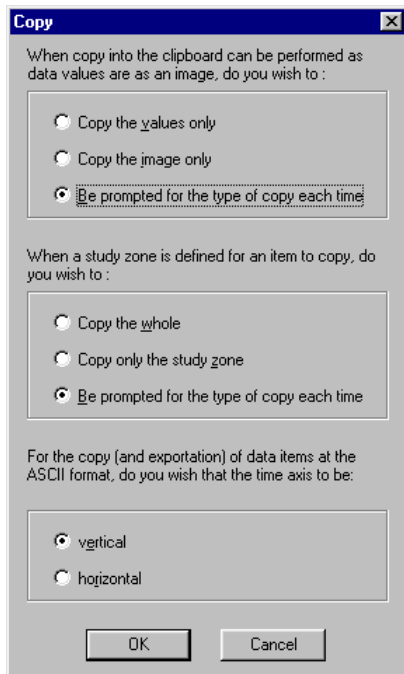 Copy
When copy into the clipboard can be performed as
data values are as an image, do you wish to :
Copy the values only
Copy the image only
Be prompted for the type of copy each time
When a study zone is defined for an item to copy, do
you wish to :
Copy the whole
Copy only the study zone
Be prompted for the type of copy each time
For the copy (and exportation) of data items at the
ASCII format, do you wish that the time axis to be:
vertical
horizontal
OK Cancel